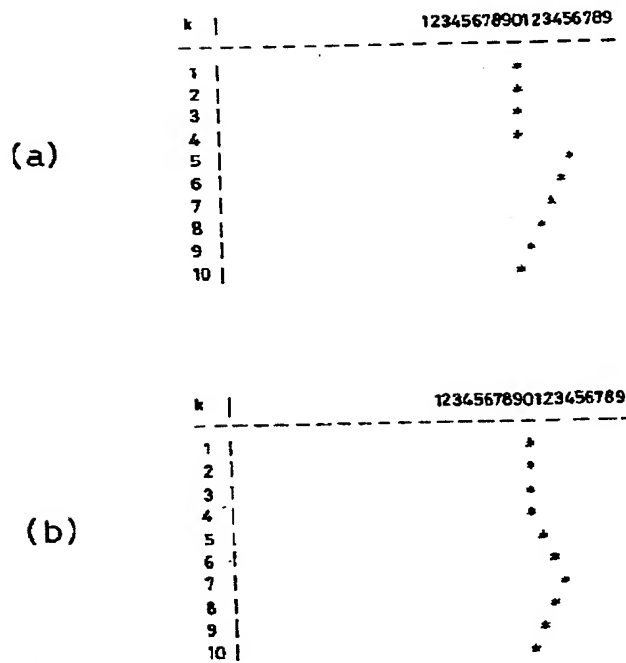 k | 1234567890123456789
- - - - - - - - - - - - - - - - - - - - - -
1 | *
2 | *
3 | *
4 | *
(a)
5 | *
6 | *
7 | *
8 | *
9 | *
10 | *
k | 1234567890123456789
- - - - - - - - - - - - - - - - - - - - - -
1 | *
2 | *
3 | *
4 | *
(b)
5 | *
6 | *
7 | *
8 | *
9 | *
10 | *